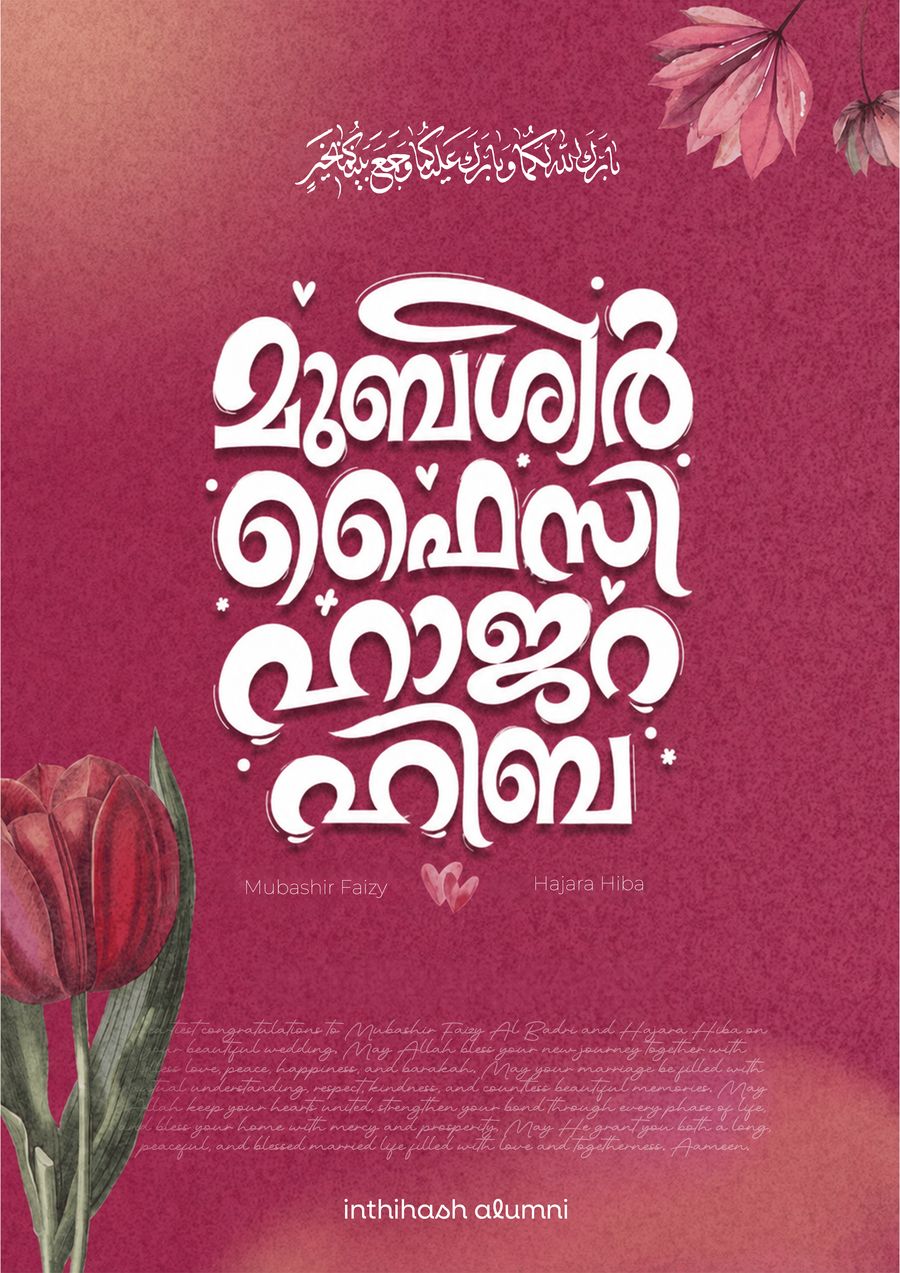 بَارَكَ اللهُ لَكُمَا وَبَارَكَ عَلَيْكُمَا وَجَمَعَ بَيْنَكُمَا بِخَيْرٍ
മുബശിർ
ഫൈസി
ഹാജറ
ഹിബ
Mubashir Faizy
Hajara Hiba
congratulations to Mubashir Faizy Al Badri and Hajara Hiba on
beautiful wedding. May Allah bless your new journey together with
love, peace, happiness, and barakah. May your marriage be filled with
understanding, respect, kindness, and countless beautiful memories. May
keep your hearts united, strengthen your bond through every phase of life,
bless your home with mercy and prosperity. May He grant you both a long,
peaceful, and blessed married life filled with love and togetherness. Aameen.
inthihash alumni